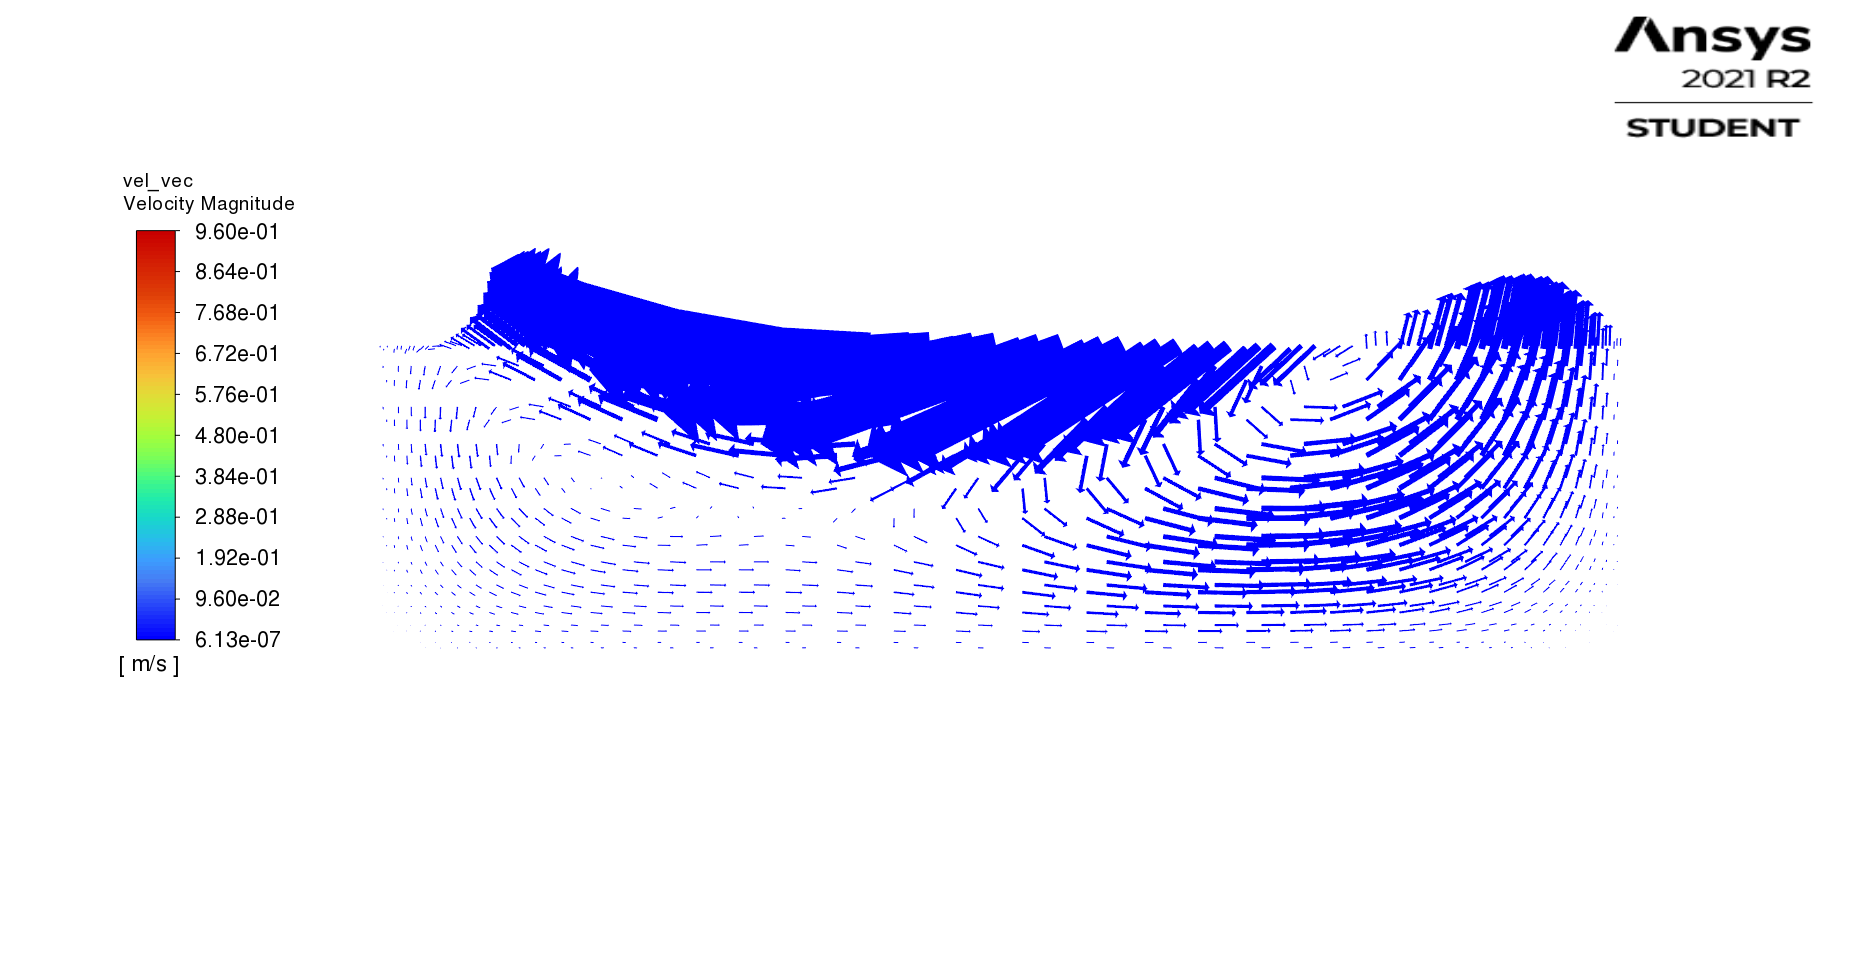 Ansys
2021 R2
STUDENT
vel_vec
Velocity Magnitude
9.60e-01
8.64e-01
7.68e-01
6.72e-01
5.76e-01
4.80e-01
3.84e-01
2.88e-01
1.92e-01
9.60e-02
6.13e-07
[ m/s ]